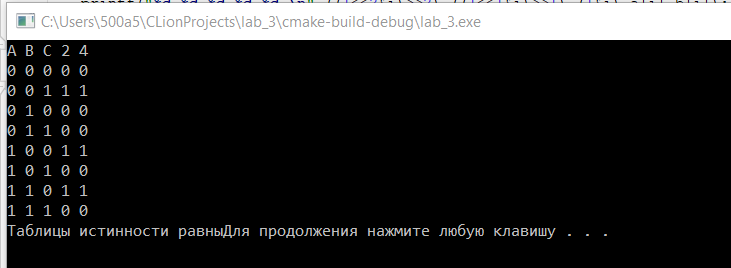 C:\Users\500a5\CLionProjects\lab_3\cmake-build-debug\lab_3.exe
A B C 2 4
0 0 0 0 0
0 0 1 1 1
0 1 0 0 0
0 1 1 0 0
1 0 0 1 1
1 0 1 0 0
1 1 0 1 1
1 1 1 0 0
Таблицы истинности равныДля продолжения нажмите любую клавишу . . .